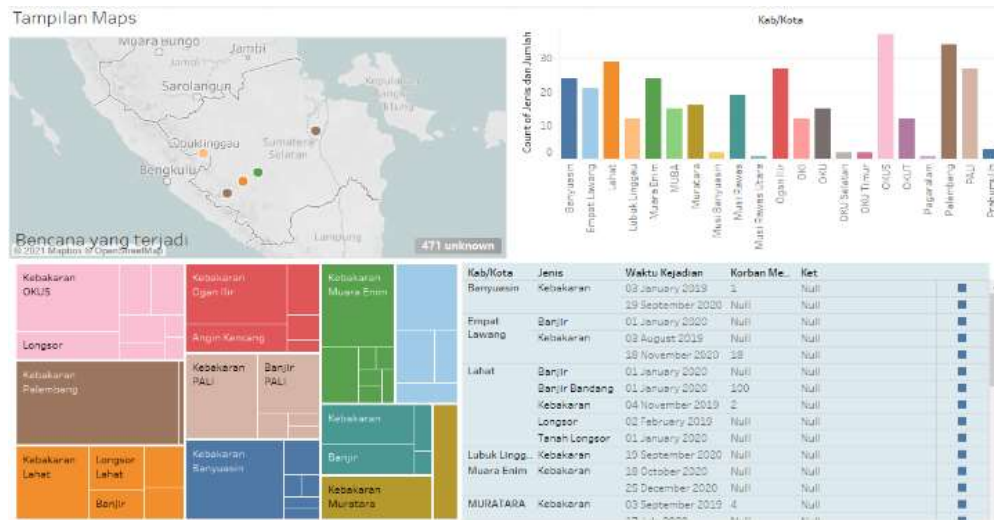 Tampilan Maps
Muara Bungo
Jambi
Sarolangun
Lubuklinggau
Bengkulu
Sumatera
Selatan
Lampung
Bencana yang terjadi
© 2021 Mapbox © OpenStreetMap
471 unknown
Kab/Kota
Count of Jenis dan Jumlah
30
20
10
0
Banyuasin
Empat Lawang
Lahat
Lubuk Linggau
Muara Enim
MUBA
Muratara
Musi Banyuasin
Musi Rawas
Musi Rawas Utara
Ogan Ilir
OKI
OKU
OKU Selatan
OKU Timur
OKUS
OKUT
Pagaralam
Palembang
PALI
Kebakaran
OKUS
Longsor
Kebakaran
Palembang
Kebakaran
Lahat
Longsor
Lahat
Banjir
Kebakaran
Ogan Ilir
Angin Kencang
Kebakaran
PALI
Banjir
PALI
Kebakaran
Banyuasin
Kebakaran
Muara Enim
Kebakaran
Banjir
Kebakaran
Muratara
Kab/Kota Jenis Waktu Kejadian Korban Me.. Ket
Banyuasin Kebakaran 03 January 2019 1 Null
19 September 2020 Null Null
Empat Lawang Banjir 01 January 2020 Null Null
Kebakaran 03 August 2019 Null Null
18 November 2020 18 Null
Lahat Banjir 01 January 2020 Null Null
Banjir Bandang 01 January 2020 100 Null
Kebakaran 04 November 2019 2 Null
Longsor 02 February 2019 Null Null
Tanah Longsor 01 January 2020 Null Null
Lubuk Lingg.. Kebakaran 19 September 2020 Null Null
Muara Enim Kebakaran 18 October 2020 Null Null
25 December 2020 Null Null
MURATARA Kebakaran 03 September 2019 4 Null